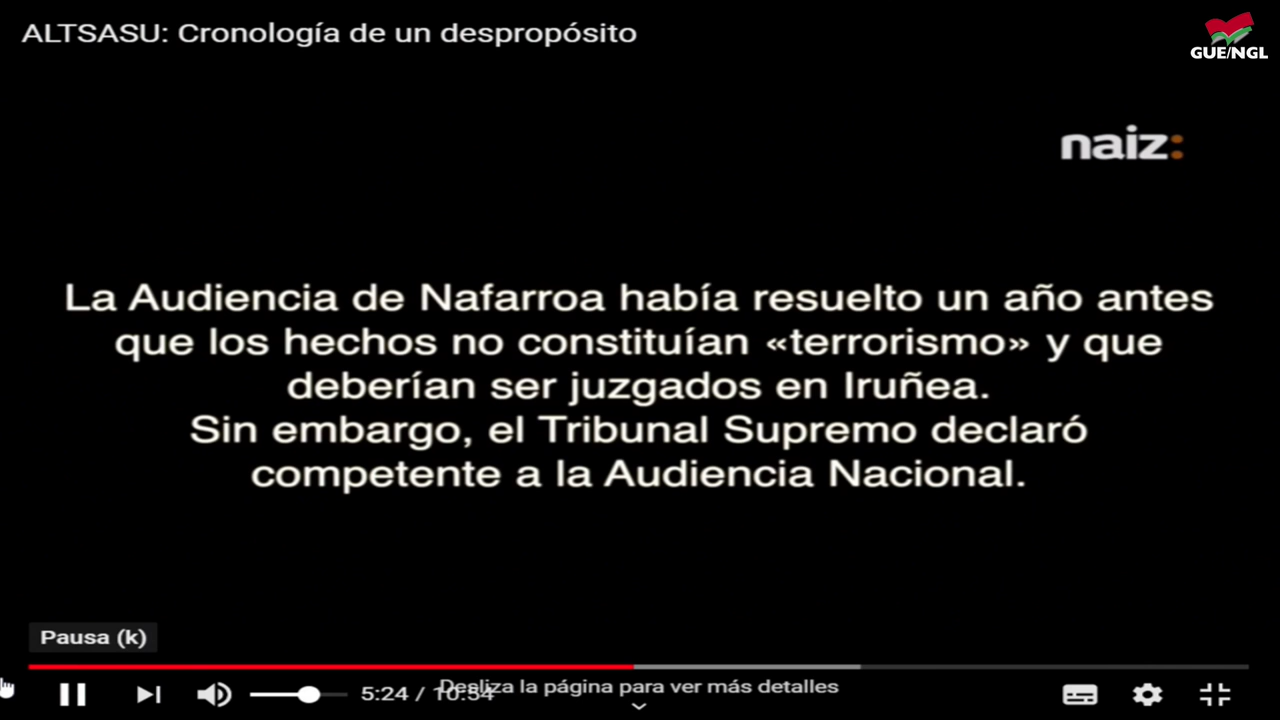 ALTSASU: Cronología de un despropósito
GUE/NGL
naiz:
La Audiencia de Nafarroa había resuelto un año antes
que los hechos no constituían «terrorismo» y que
deberían ser juzgados en Iruñea.
Sin embargo, el Tribunal Supremo declaró
competente a la Audiencia Nacional.
Pausa (k)
5:24 / 10:54
Desliza la página para ver más detalles